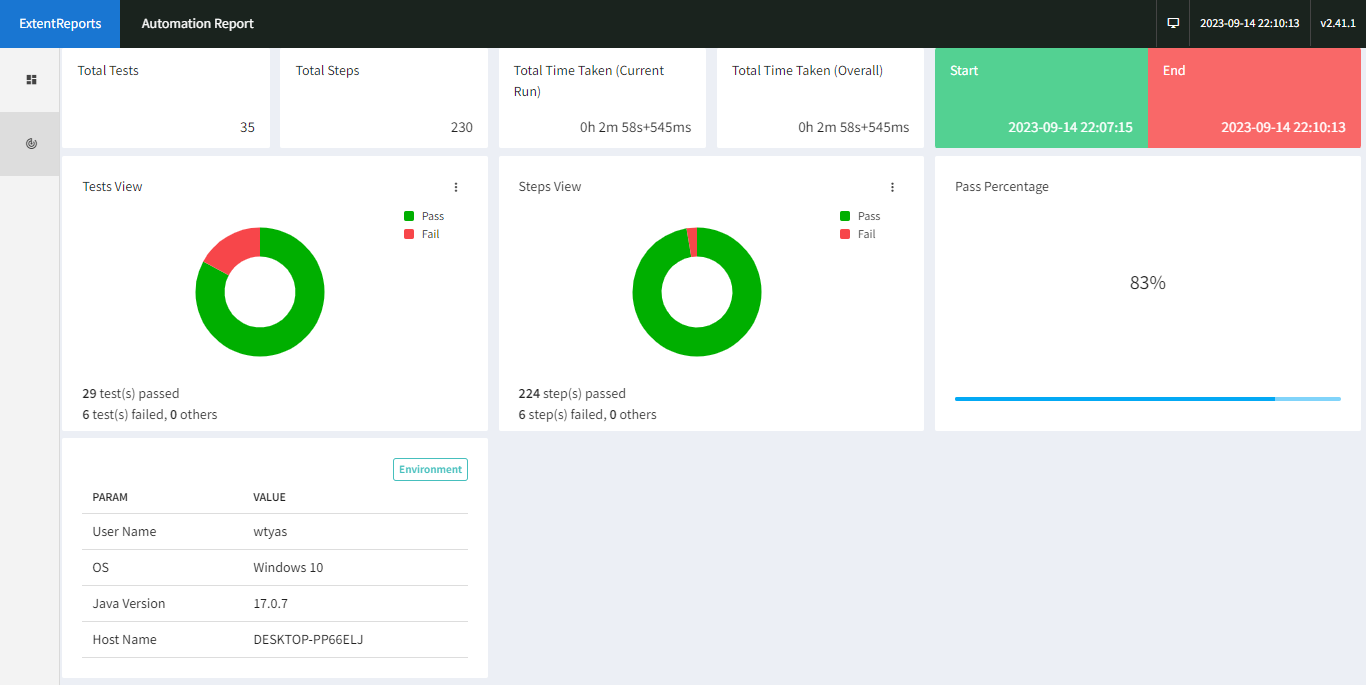 ExtentReports
Automation Report
2023-09-14 22:10:13
v2.41.1
Total Tests
35
Total Steps
230
Total Time Taken (Current
Run)
0h 2m 58s+545ms
Total Time Taken (Overall)
0h 2m 58s+545ms
Start
2023-09-14 22:07:15
End
2023-09-14 22:10:13
Tests View
Pass
Fail
29 test(s) passed
6 test(s) failed, 0 others
Steps View
Pass
Fail
224 step(s) passed
6 step(s) failed, 0 others
Pass Percentage
83%
Environment
PARAM VALUE
User Name wtyas
OS Windows 10
Java Version 17.0.7
Host Name DESKTOP-PP66ELJ